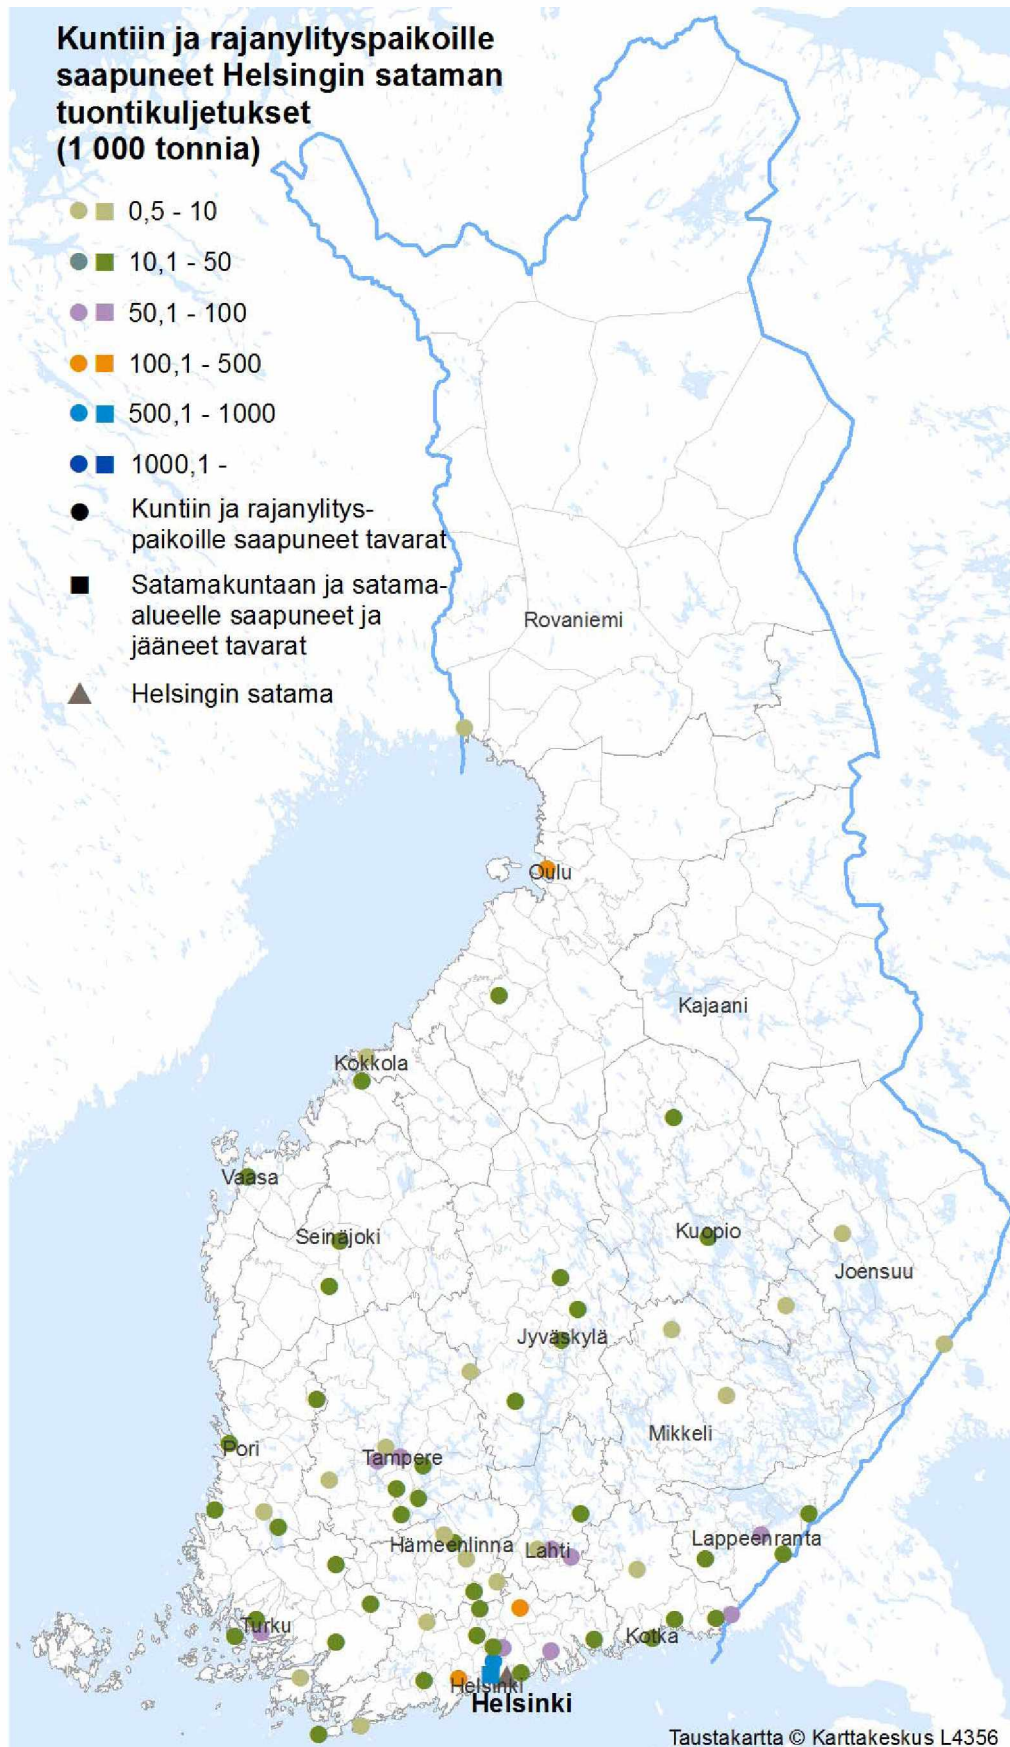 Kuntiin ja rajanylityspaikoille
saapuneet Helsingin sataman
tuontikuljetukset
(1 000 tonnia)
0,5 - 10
10,1 - 50
50,1 - 100
100,1 - 500
500,1 - 1000
1000,1 -
Kuntiin ja rajanylitys-
paikoille saapuneet tavarat
Satamakuntaan ja satama-
alueelle saapuneet ja
jääneet tavarat
Helsingin satama
Rovaniemi
Oulu
Kajaani
Kokkola
Vaasa
Seinäjoki
Kuopio
Joensuu
Jyväskylä
Mikkeli
Pori
Tampere
Hämeenlinna
Lahti
Lappeenranta
Turku
Kotka
Helsinki
Helsinki
Taustakartta © Karttakeskus L4356